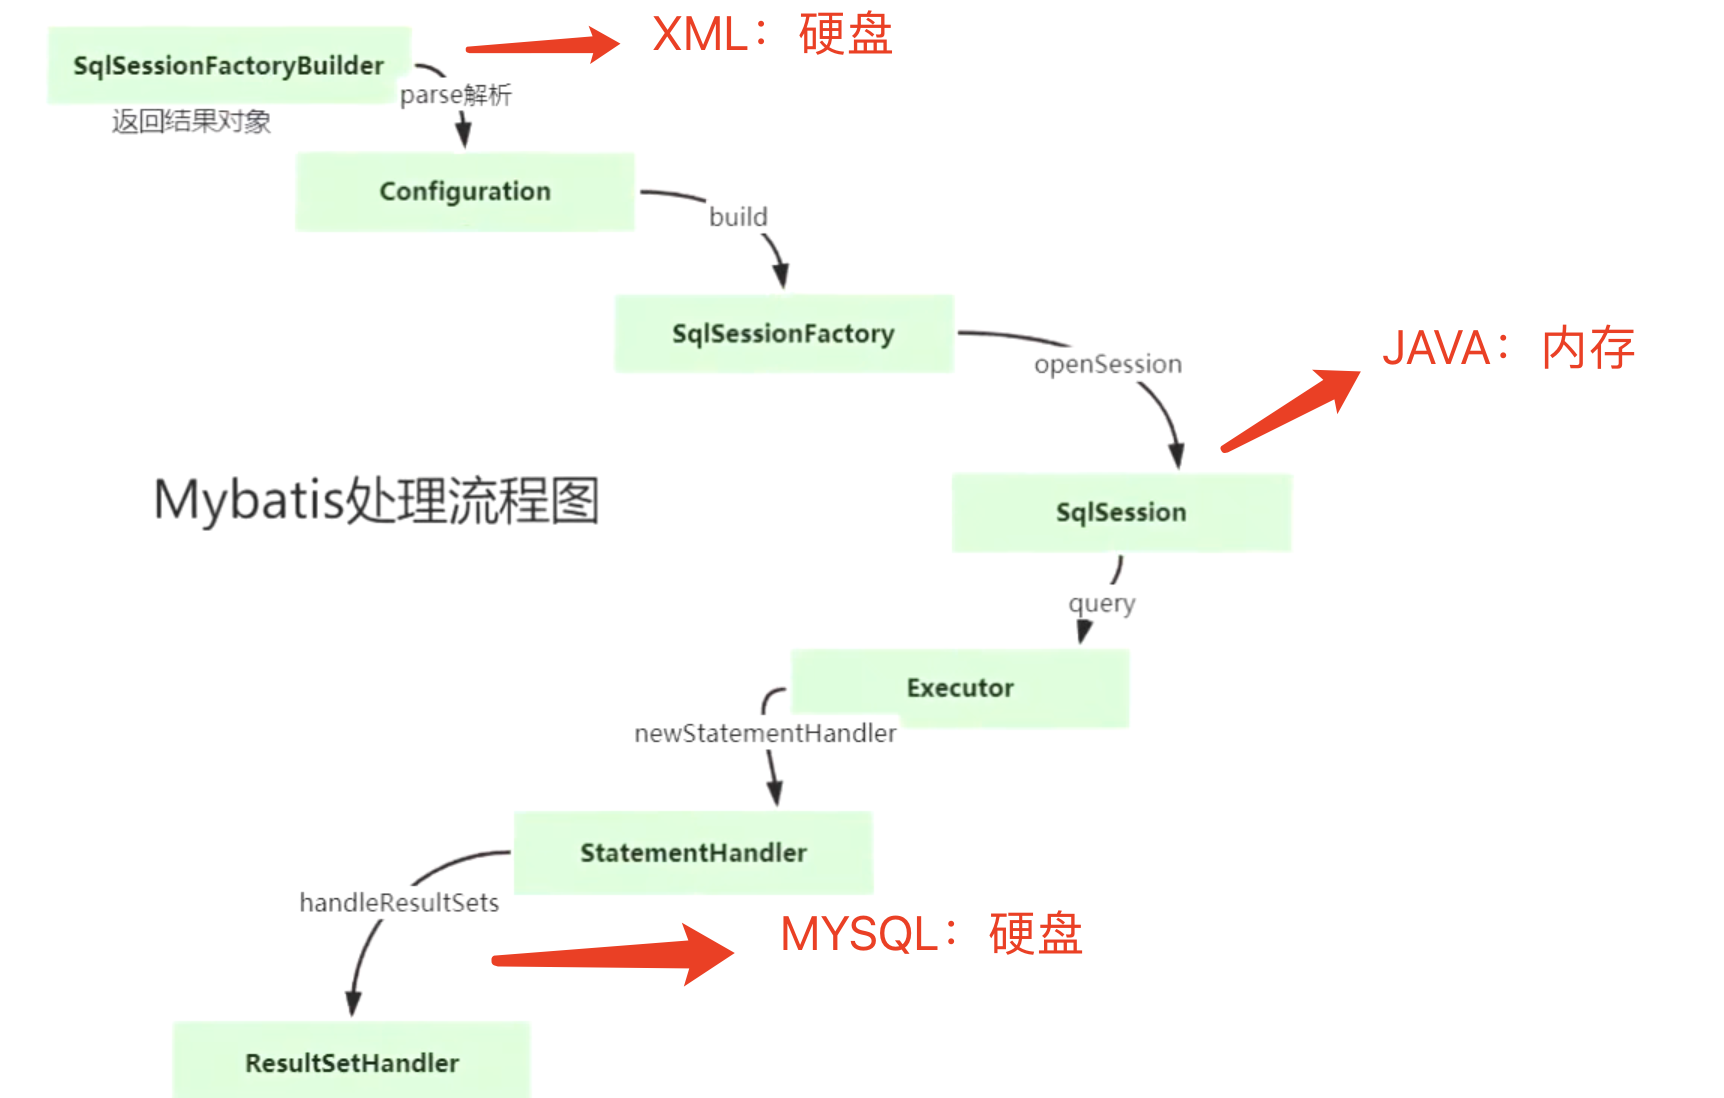 XML：硬盘
SqlSessionFactoryBuilder
parse解析
返回结果对象
Configuration
build
SqlSessionFactory
openSession
JAVA：内存
Mybatis处理流程图
SqlSession
query
Executor
newStatementHandler
StatementHandler
handleResultSets
MYSQL：硬盘
ResultSetHandler